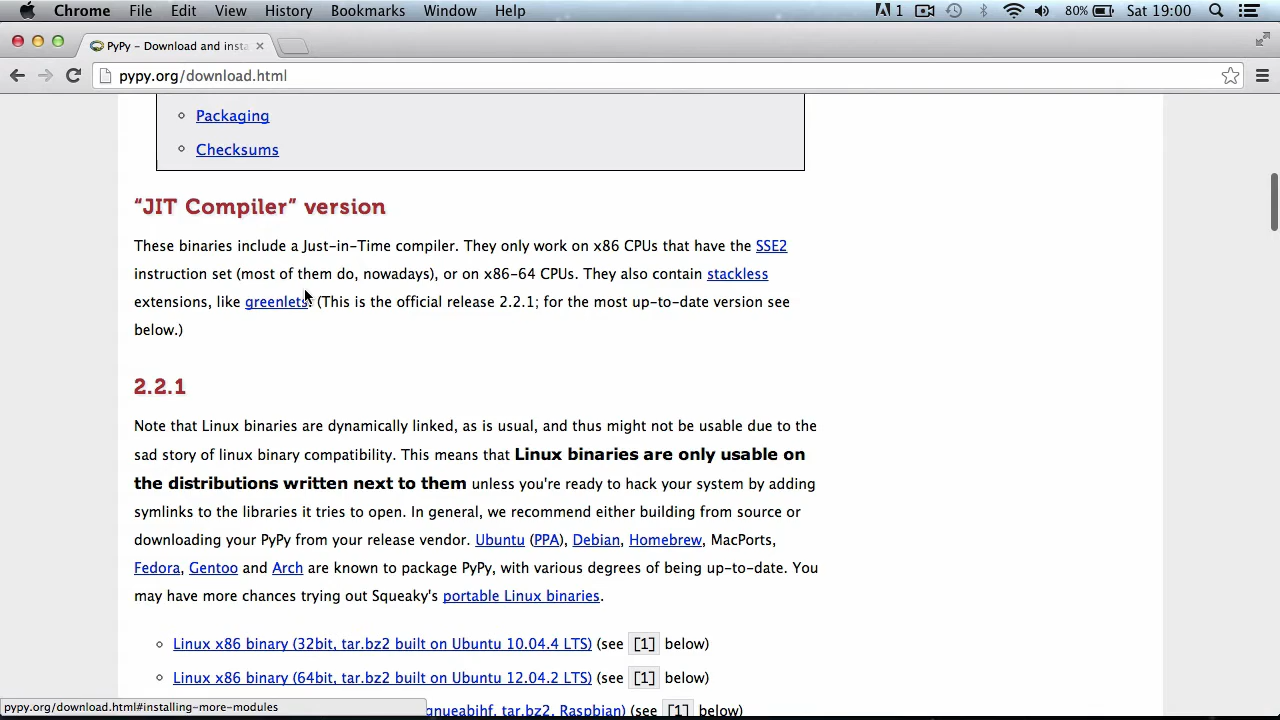 Chrome File Edit View History Bookmarks Window Help 1 80% Sat 19:00
PyPy – Download and insta
pypy.org/download.html
Packaging
Checksums
“JIT Compiler” version
These binaries include a Just-in-Time compiler. They only work on x86 CPUs that have the SSE2
instruction set (most of them do, nowadays), or on x86-64 CPUs. They also contain stackless
extensions, like greenlets. (This is the official release 2.2.1; for the most up-to-date version see
below.)
2.2.1
Note that Linux binaries are dynamically linked, as is usual, and thus might not be usable due to the
sad story of linux binary compatibility. This means that Linux binaries are only usable on
the distributions written next to them unless you're ready to hack your system by adding
symlinks to the libraries it tries to open. In general, we recommend either building from source or
downloading your PyPy from your release vendor. Ubuntu (PPA), Debian, Homebrew, MacPorts,
Fedora, Gentoo and Arch are known to package PyPy, with various degrees of being up-to-date. You
may have more chances trying out Squeaky's portable Linux binaries.
Linux x86 binary (32bit, tar.bz2 built on Ubuntu 10.04.4 LTS) (see [1] below)
Linux x86 binary (64bit, tar.bz2 built on Ubuntu 12.04.2 LTS) (see [1] below)
gnueabihf, tar.bz2, Raspbian) (see [1] below)
pypy.org/download.html#installing-more-modules